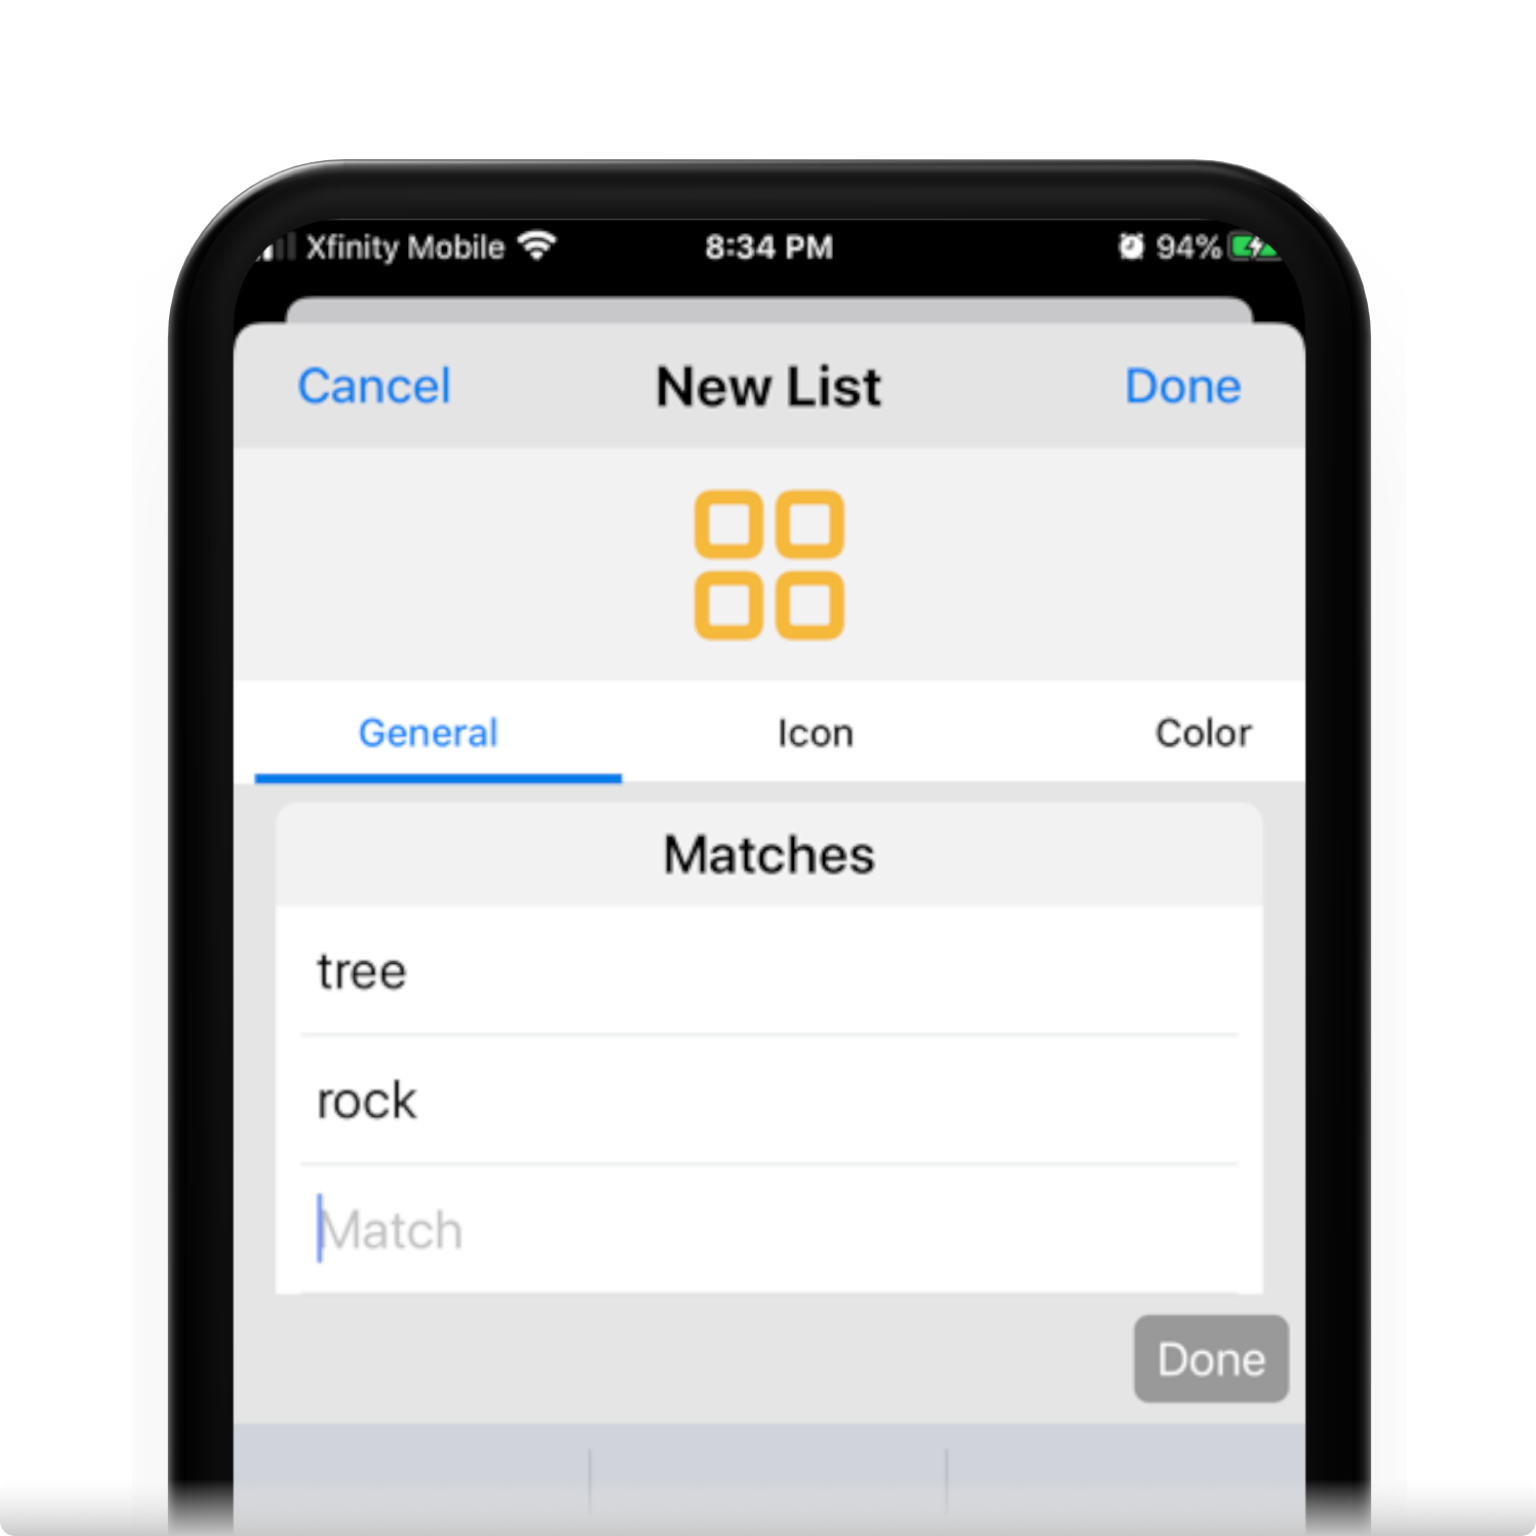 Xfinity Mobile 8:34 PM 94%
Cancel New List Done
General Icon Color
Matches
tree
rock
Match
Done